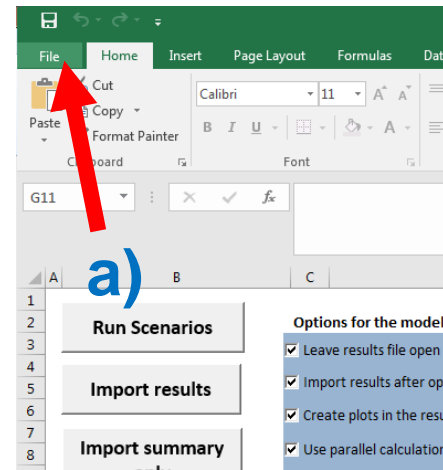 File Home Insert Page Layout Formulas Dat
Cut
Calibri 11 A A
Copy
Paste
Format Painter
B I U A
Clipboard Font
G11 fx
a)
A B C
1
2 Run Scenarios Options for the model
3 Leave results file open
4
5 Import results Import results after op
6 Create plots in the resu
7
8 Import summary Use parallel calculation
only